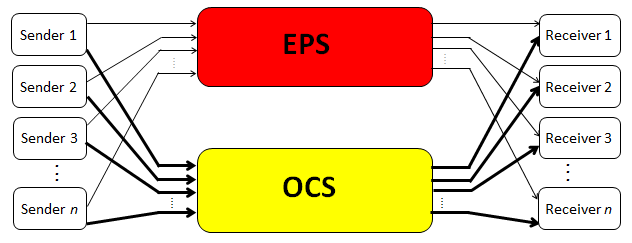 Sender 1
Sender 2
Sender 3
Sender n
EPS
OCS
Receiver 1
Receiver 2
Receiver 3
Receiver n